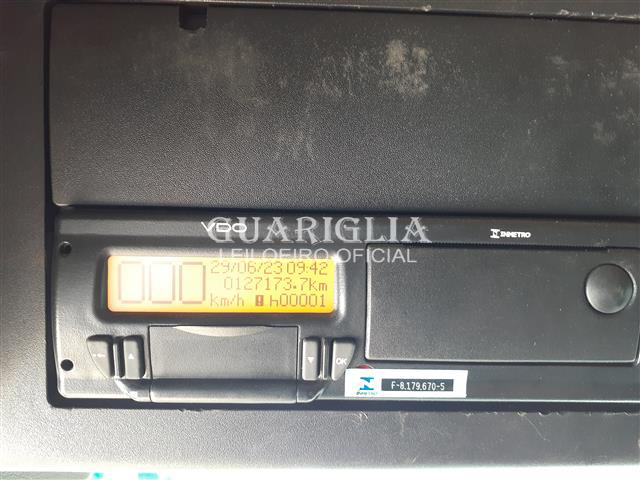 GUARIGLIA
LEILOEIRO OFICIAL
VDO
INMETRO
000
29/06/23 09:42
0127173.7km
km/h ! h00001
OK
INMETRO
F-8.179.670-5